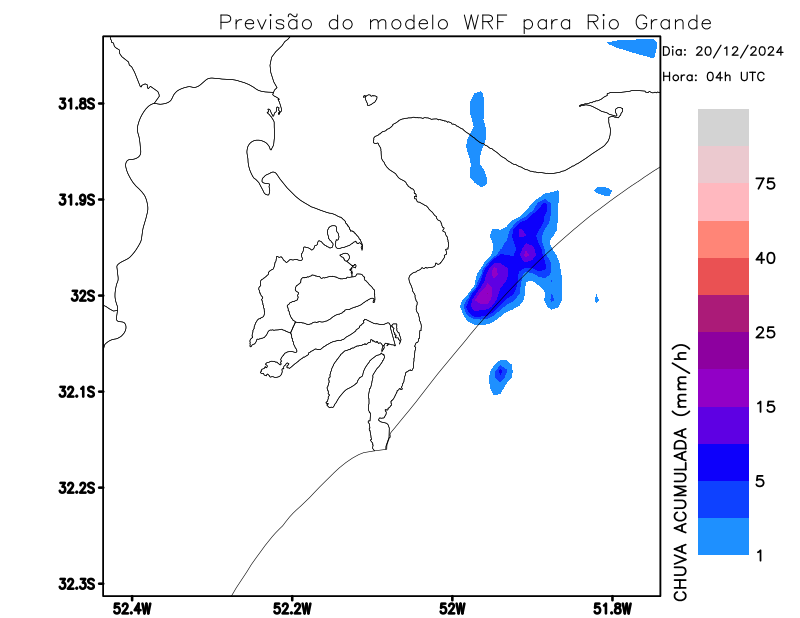 Previsão do modelo WRF para Rio Grande
Dia: 20/12/2024
Hora: 04h UTC
31.8S
31.9S
32S
32.1S
32.2S
32.3S
52.4W
52.2W
52W
51.8W
75
40
25
15
5
1
CHUVA ACUMULADA (mm/h)